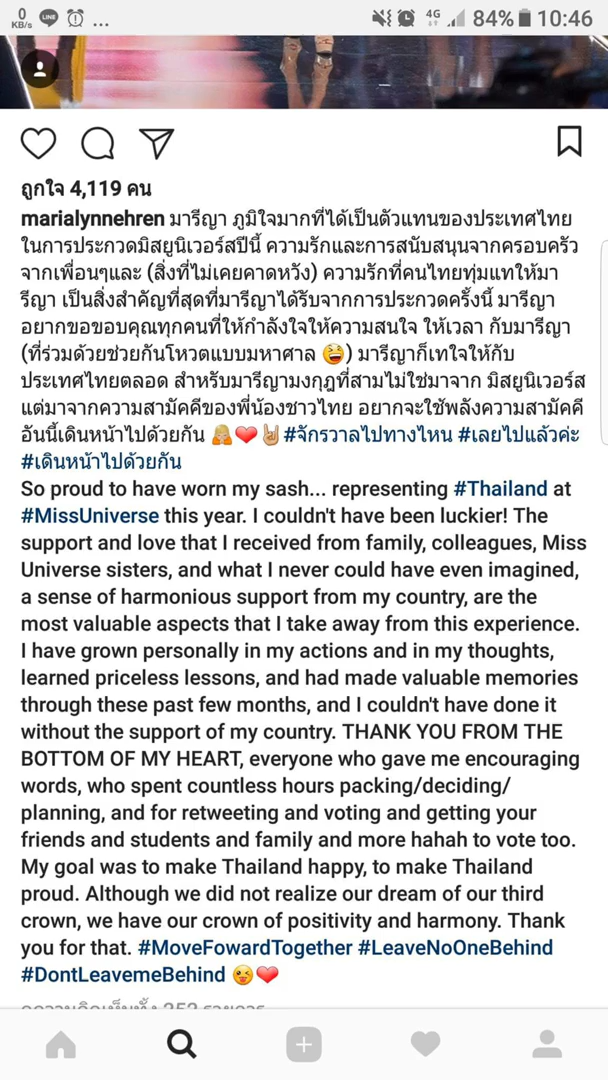 0
KB/s
LINE
...
4G
84%
10:46
ถูกใจ 4,119 คน
marialynnehren มารีญา ภูมิใจมากที่ได้เป็นตัวแทนของประเทศไทย
ในการประกวดมิสยูนิเวอร์สปีนี้ ความรักและการสนับสนุนจากครอบครัว
จากเพื่อนๆและ (สิ่งที่ไม่เคยคาดหวัง) ความรักที่คนไทยทุ่มแทให้มา
รีญา เป็นสิ่งสำคัญที่สุดที่มารีญาได้รับจากการประกวดครั้งนี้ มารีญา
อยากขอขอบคุณทุกคนที่ให้กำลังใจให้ความสนใจ ให้เวลา กับมารีญา
(ที่ร่วมด้วยช่วยกันโหวตแบบมหาศาล 😆) มารีญาก็เทใจให้กับ
ประเทศไทยตลอด สำหรับมารีญามงกุฎที่สามไม่ใช่มาจาก มิสยูนิเวอร์ส
แต่มาจากความสามัคคีของพี่น้องชาวไทย อยากจะใช้พลังความสามัคคี
อันนี้เดินหน้าไปด้วยกัน 🙏🏼❤️🤘🏼 #จักรวาลไปทางไหน #เลยไปแล้วค่ะ
#เดินหน้าไปด้วยกัน
So proud to have worn my sash... representing #Thailand at
#MissUniverse this year. I couldn't have been luckier! The
support and love that I received from family, colleagues, Miss
Universe sisters, and what I never could have even imagined,
a sense of harmonious support from my country, are the
most valuable aspects that I take away from this experience.
I have grown personally in my actions and in my thoughts,
learned priceless lessons, and had made valuable memories
through these past few months, and I couldn't have done it
without the support of my country. THANK YOU FROM THE
BOTTOM OF MY HEART, everyone who gave me encouraging
words, who spent countless hours packing/deciding/
planning, and for retweeting and voting and getting your
friends and students and family and more hahah to vote too.
My goal was to make Thailand happy, to make Thailand
proud. Although we did not realize our dream of our third
crown, we have our crown of positivity and harmony. Thank
you for that. #MoveFowardTogether #LeaveNoOneBehind
#DontLeavemeBehind 😜❤️
ดูความคิดเห็นทั้ง 252 รายการ